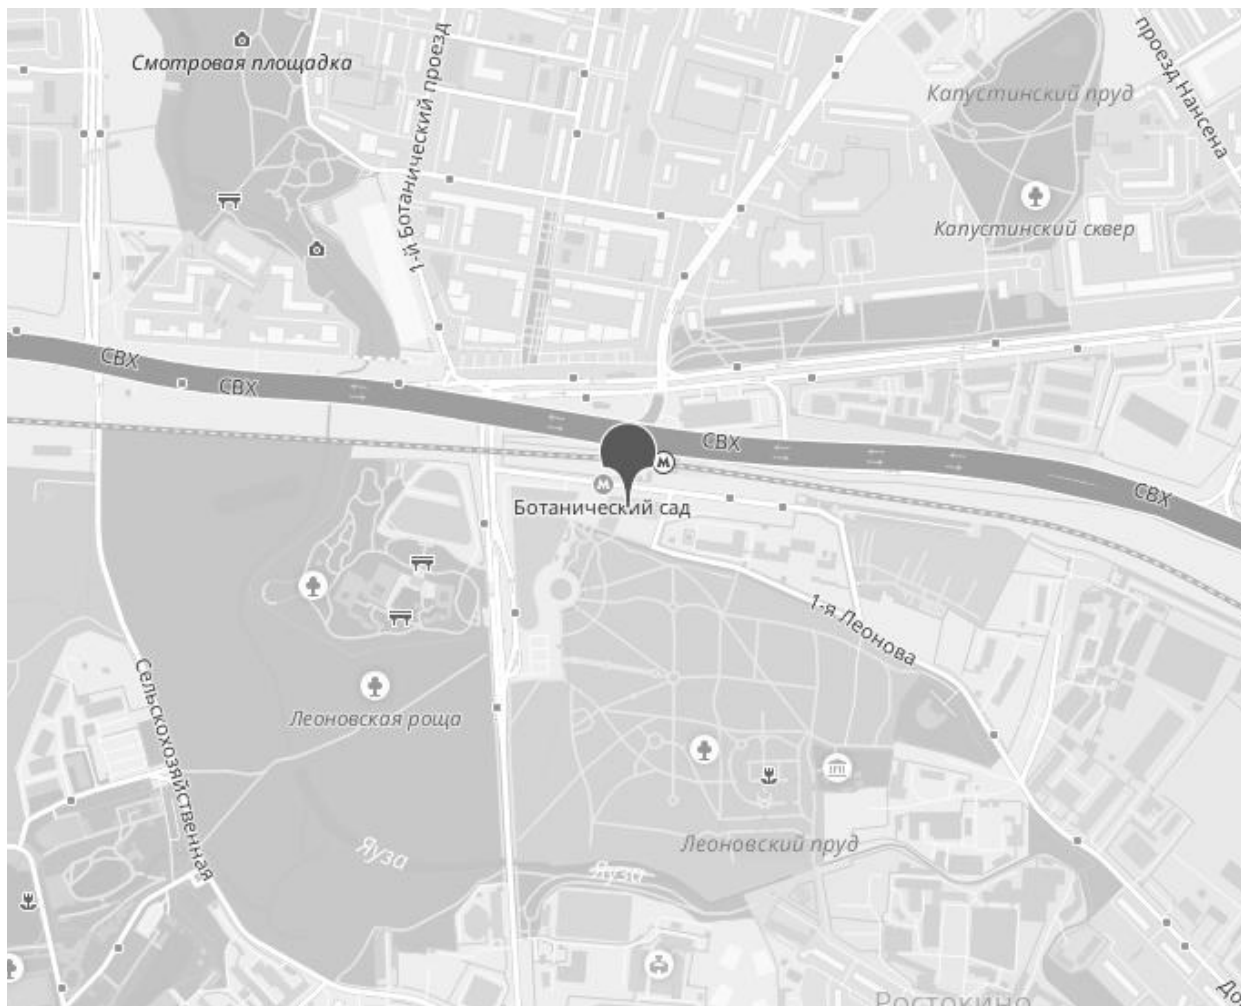 Смотровая площадка
1-й Ботанический проезд
проезд Нансена
Капустинский пруд
Капустинский сквер
СВХ
СВХ
СВХ
СВХ
М
М
Ботанический сад
1-я Леонова
Сельскохозяйственная
Леоновская роща
Леоновский пруд
Яуза
Яуза
Ростокино
До